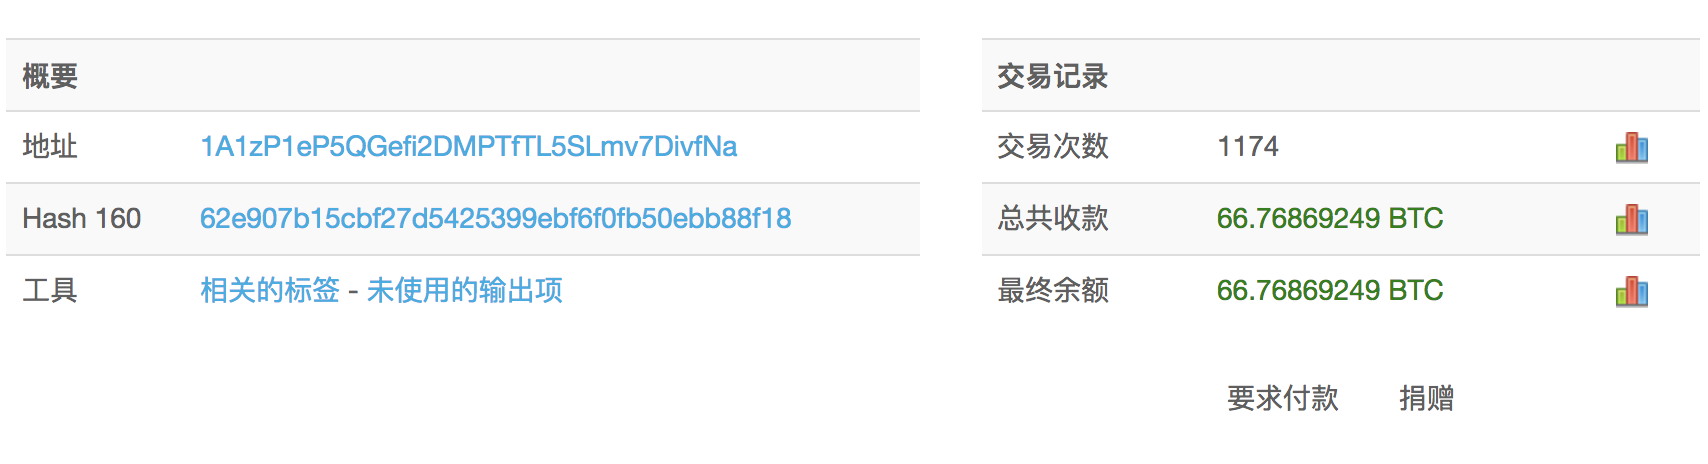 概要
地址 1A1zP1eP5QGefi2DMPTfTL5SLmv7DivfNa
Hash 160 62e907b15cbf27d5425399ebf6f0fb50ebb88f18
工具 相关的标签 - 未使用的输出项
交易记录
交易次数 1174
总共收款 66.76869249 BTC
最终余额 66.76869249 BTC
要求付款 捐赠